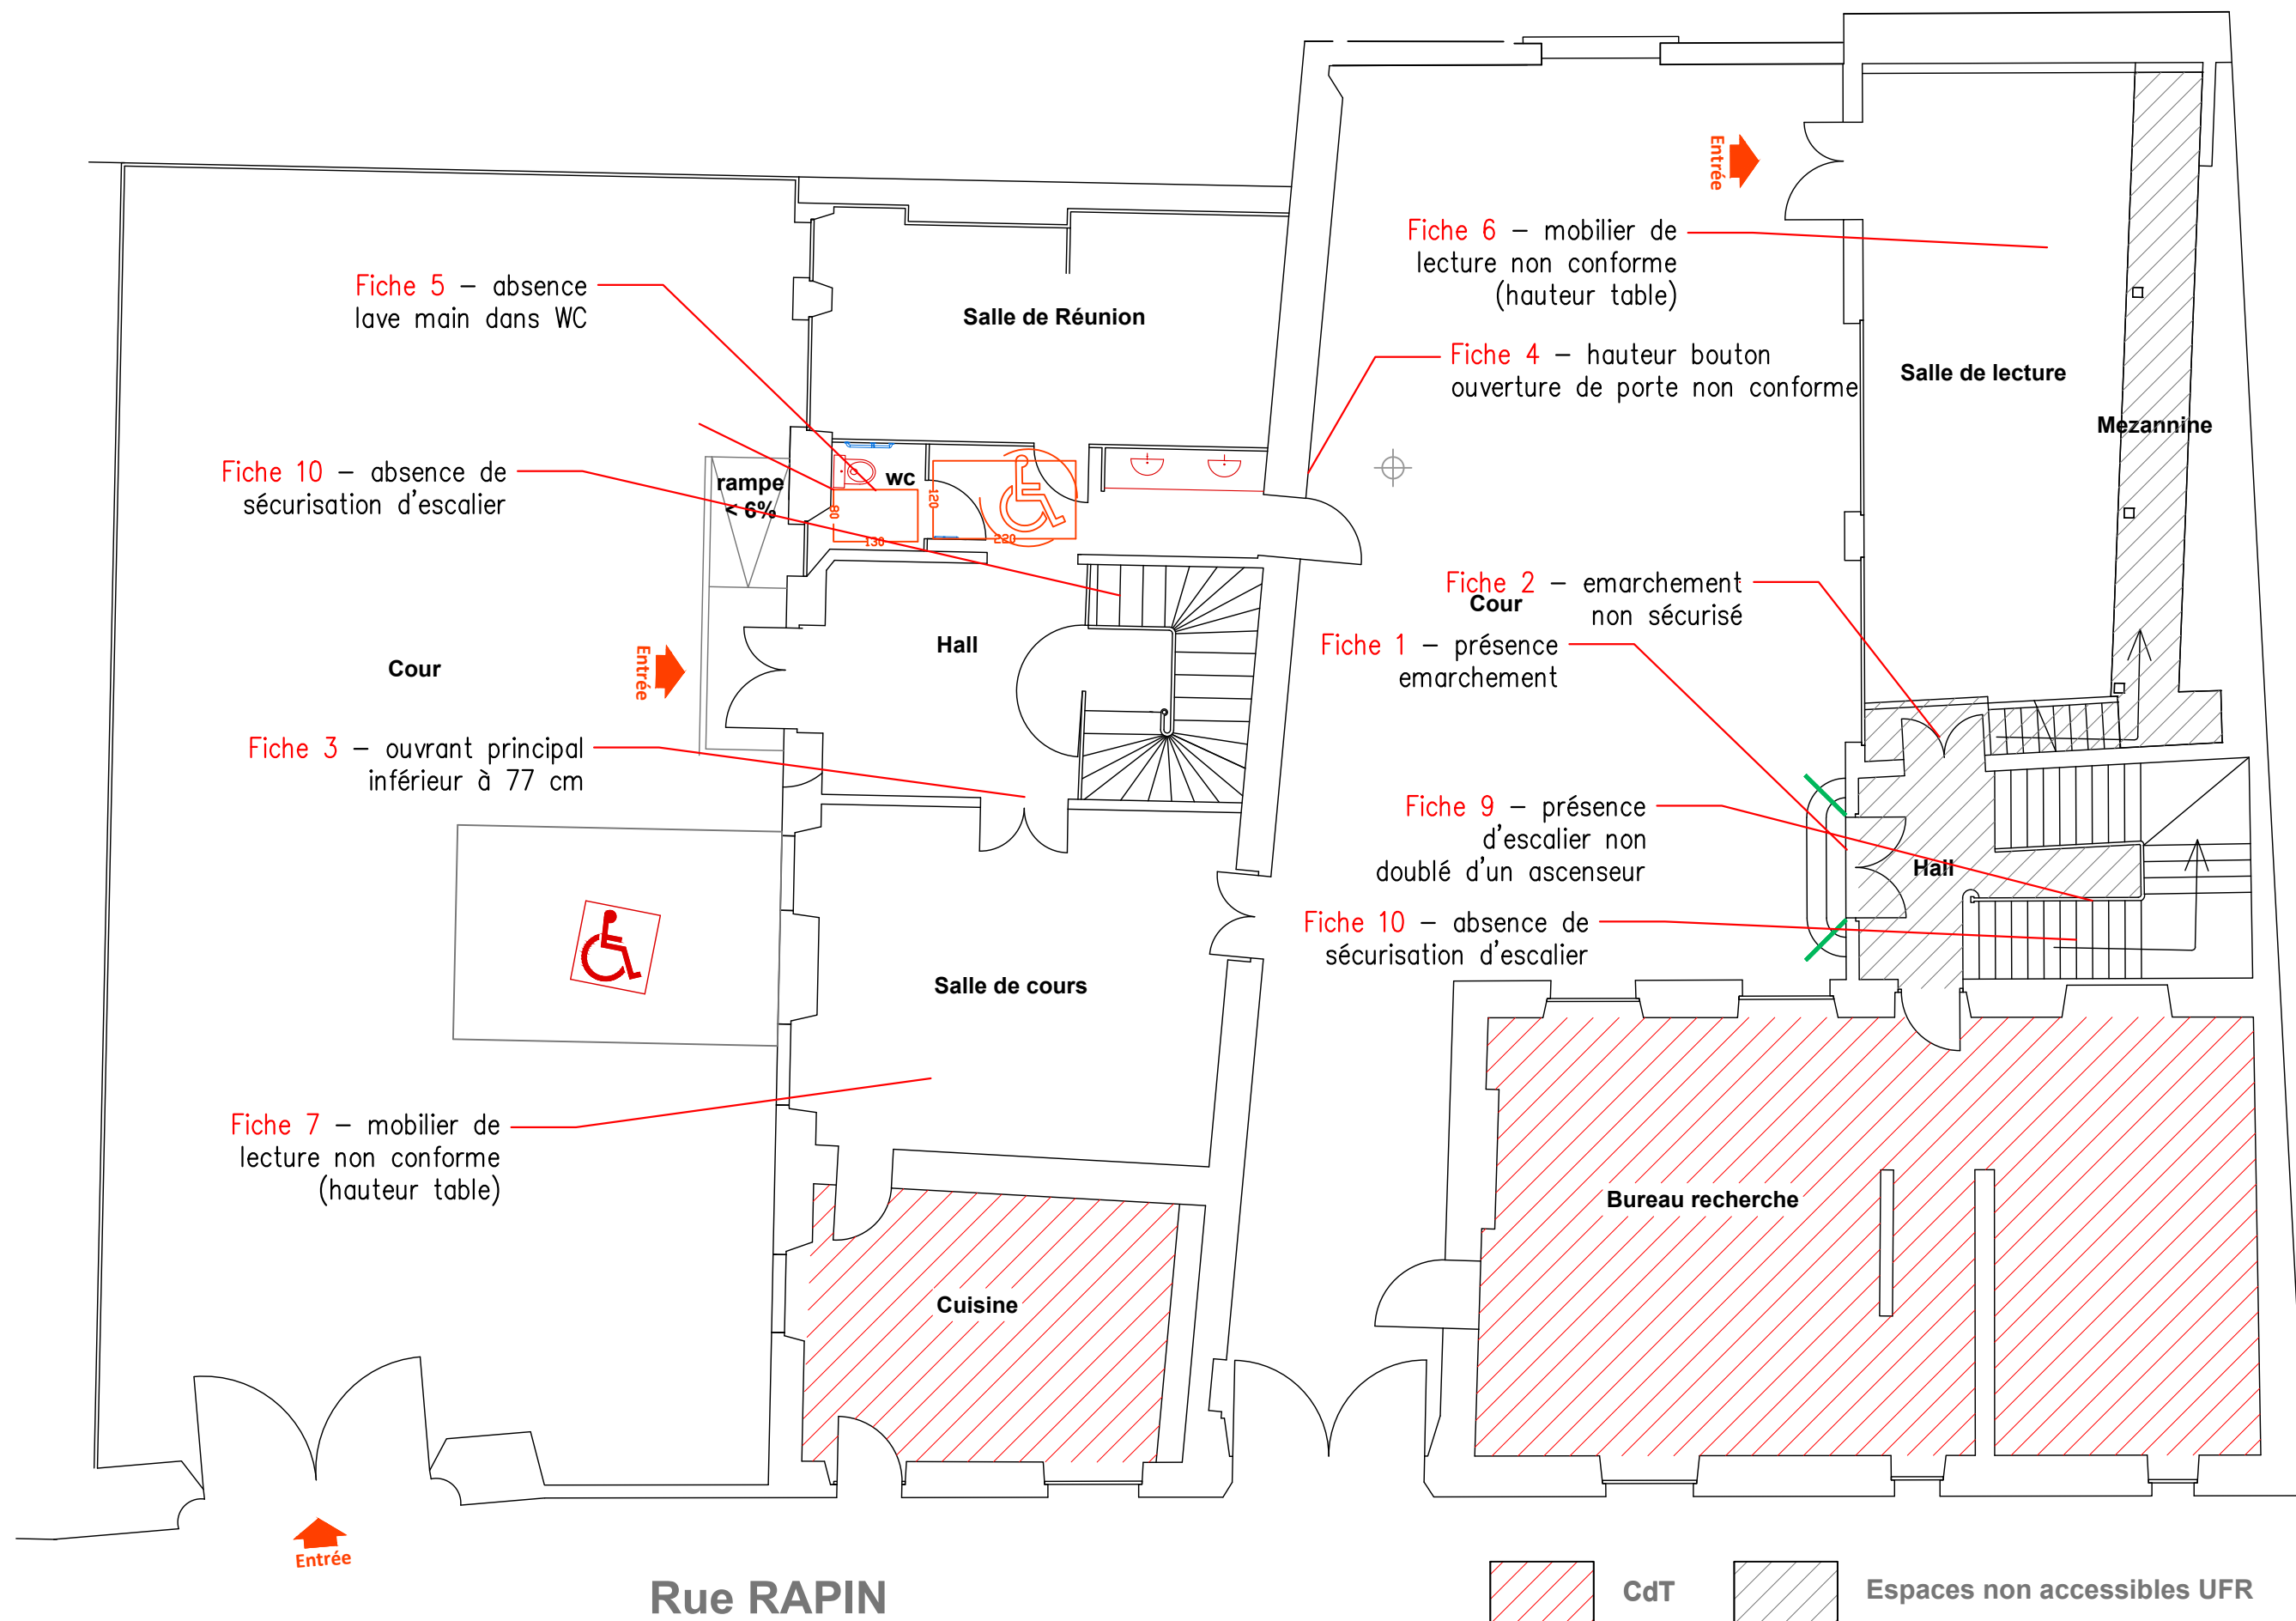 Entrée
Fiche 6 – mobilier de
lecture non conforme
(hauteur table)
Fiche 5 – absence
lave main dans WC
Salle de Réunion
Fiche 4 – hauteur bouton
ouverture de porte non conforme
Salle de lecture
Mezannine
Fiche 10 – absence de
sécurisation d'escalier
rampe
< 6%
wc
80
130
120
220
Fiche 2 – emarchement
non sécurisé
Cour
Fiche 1 – présence
emarchement
Hall
Entrée
Cour
Fiche 3 – ouvrant principal
inférieur à 77 cm
Fiche 9 – présence
d'escalier non
doublé d'un ascenseur
Hall
Fiche 10 – absence de
sécurisation d'escalier
Salle de cours
Fiche 7 – mobilier de
lecture non conforme
(hauteur table)
Bureau recherche
Cuisine
Entrée
Rue RAPIN
CdT
Espaces non accessibles UFR